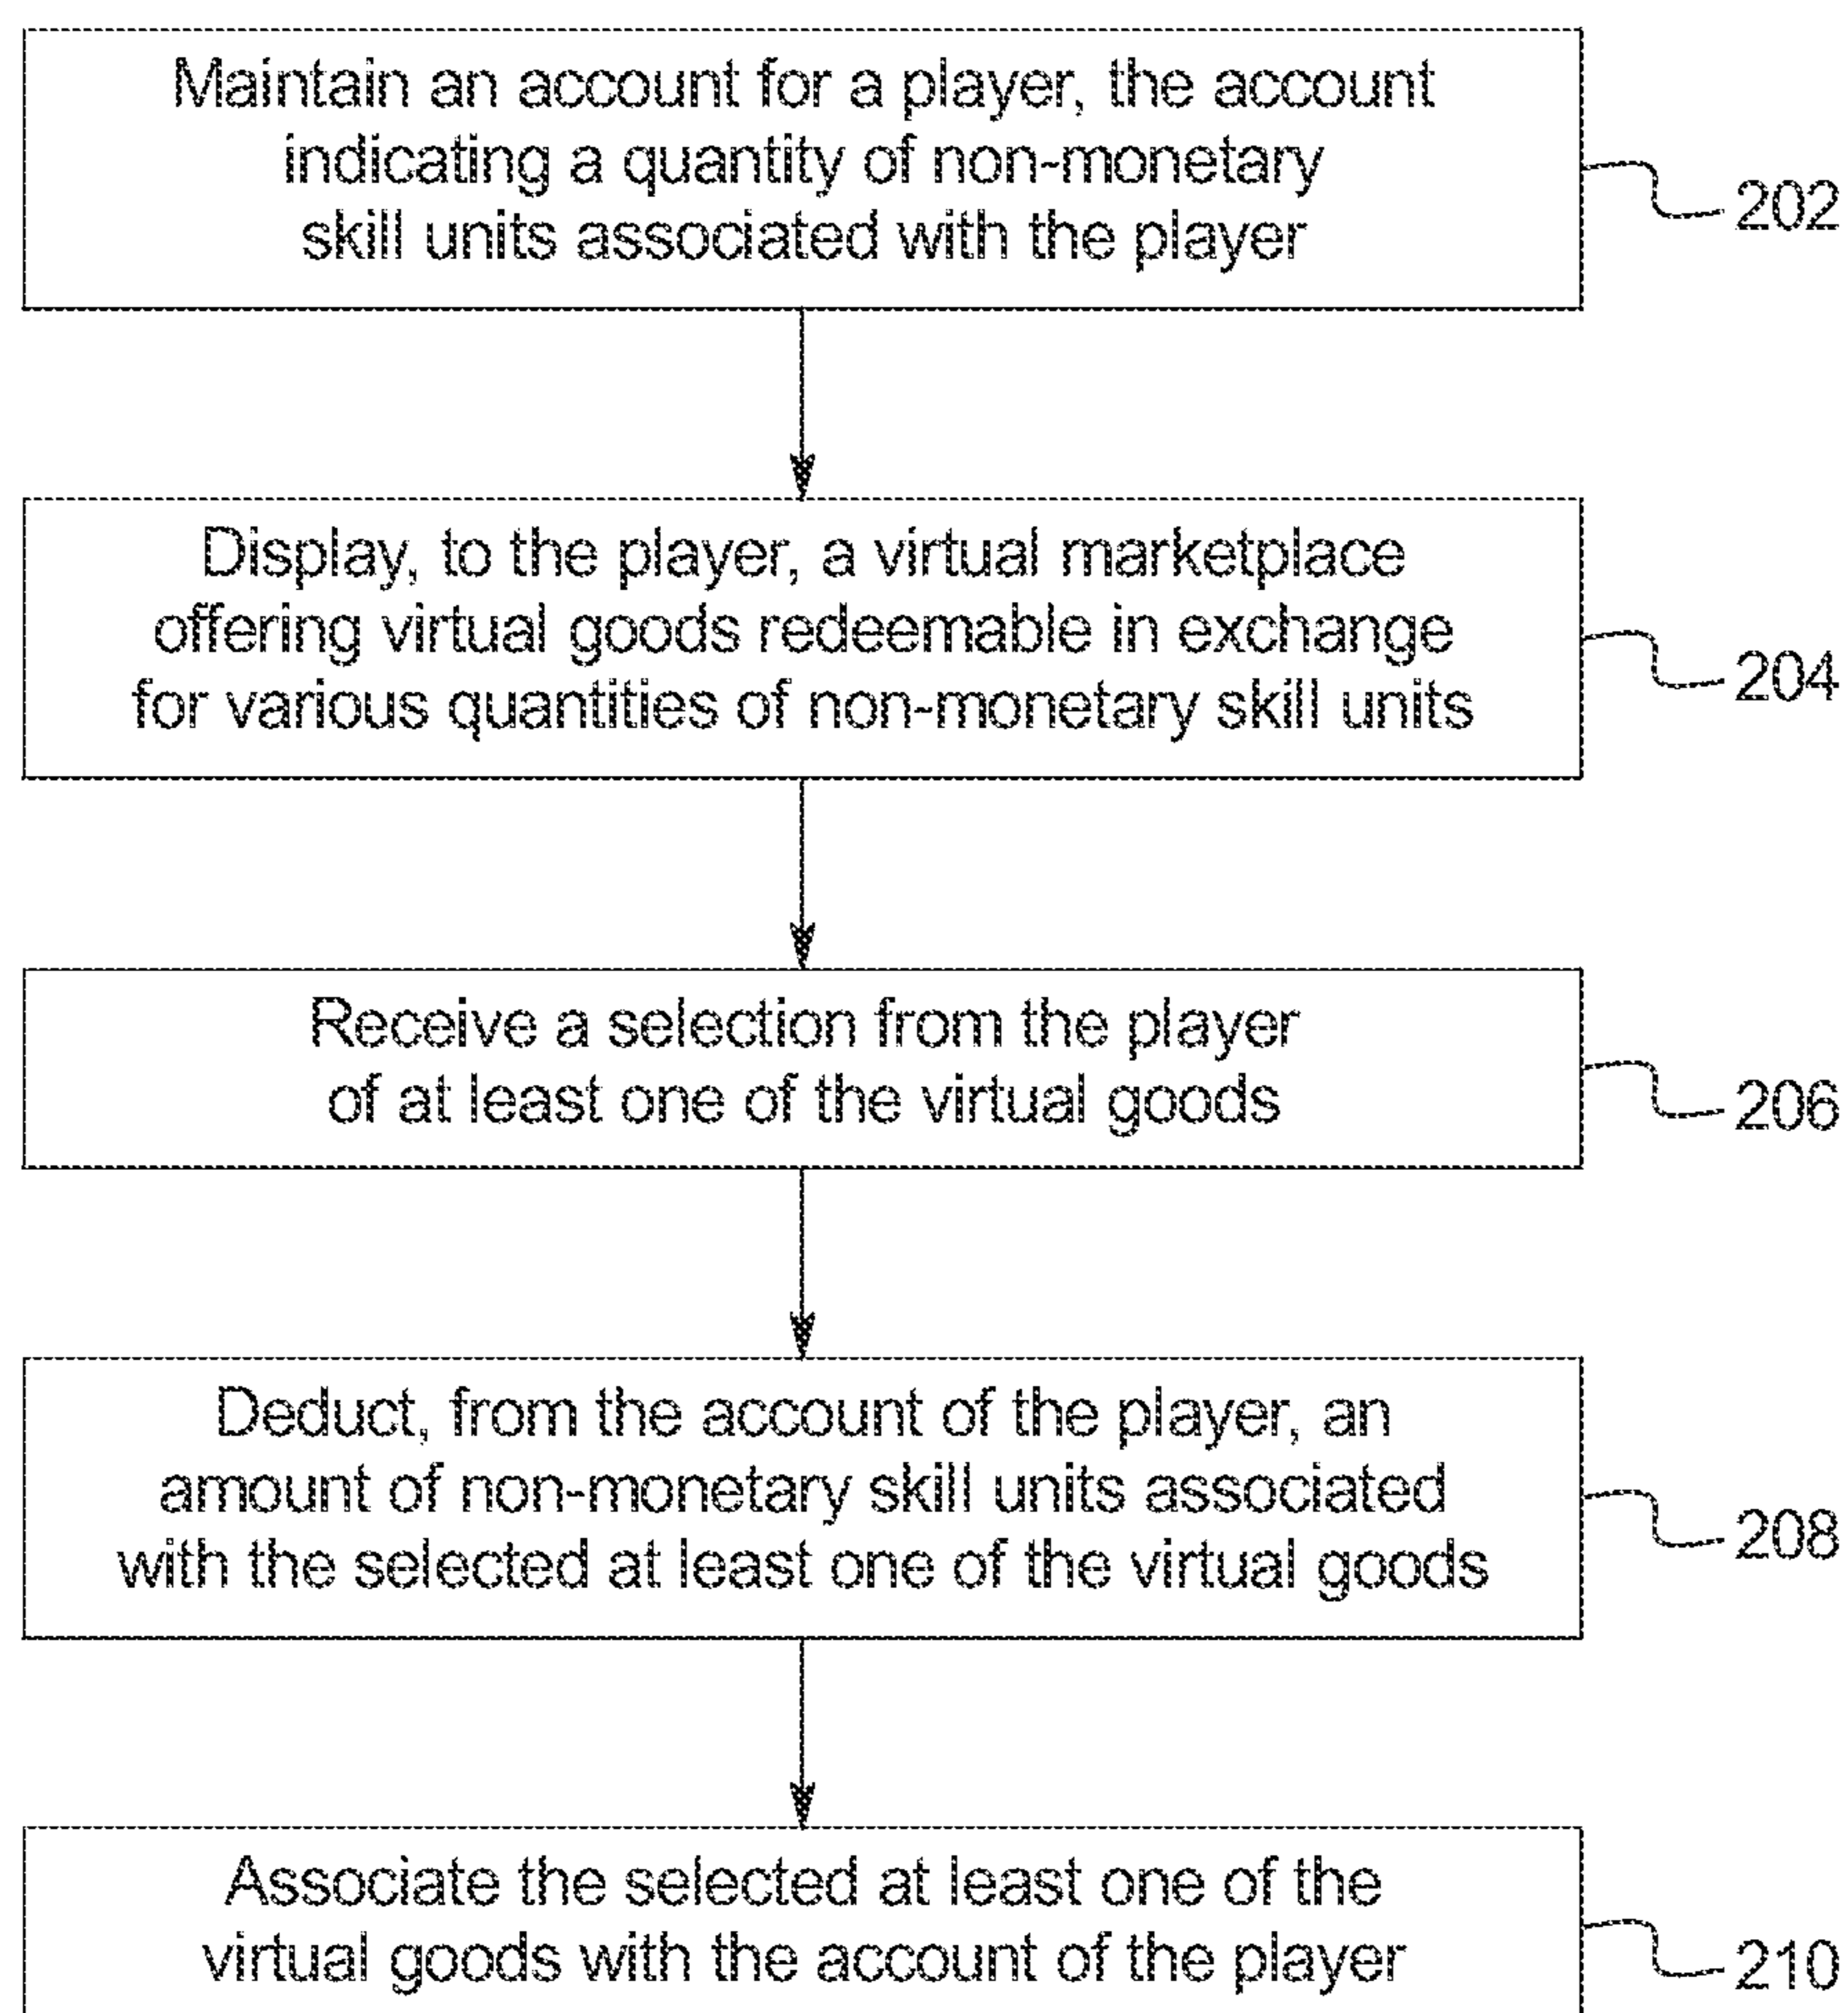 Maintain an account for a player, the account
indicating a quantity of non-monetary
skill units associated with the player
202
Display, to the player, a virtual marketplace
offering virtual goods redeemable in exchange
for various quantities of non-monetary skill units
204
Receive a selection from the player
of at least one of the virtual goods
206
Deduct, from the account of the player, an
amount of non-monetary skill units associated
with the selected at least one of the virtual goods
208
Associate the selected at least one of the
virtual goods with the account of the player
210